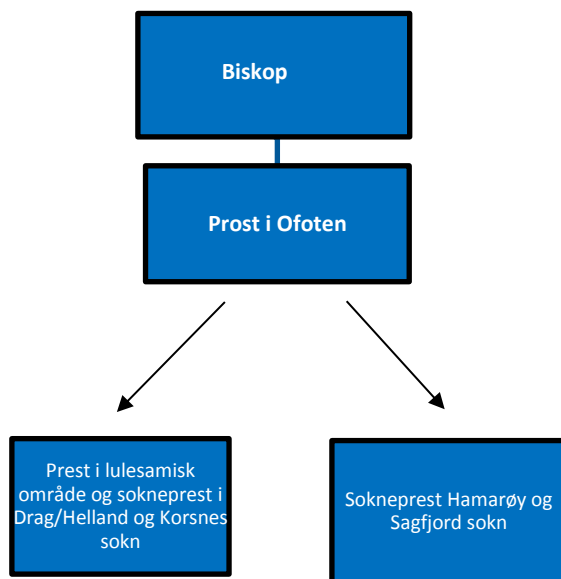 Biskop
Prost i Ofoten
Prest i lulesamisk
område og sokneprest i
Drag/Helland og Korsnes
sokn
Sokneprest Hamarøy og
Sagfjord sokn